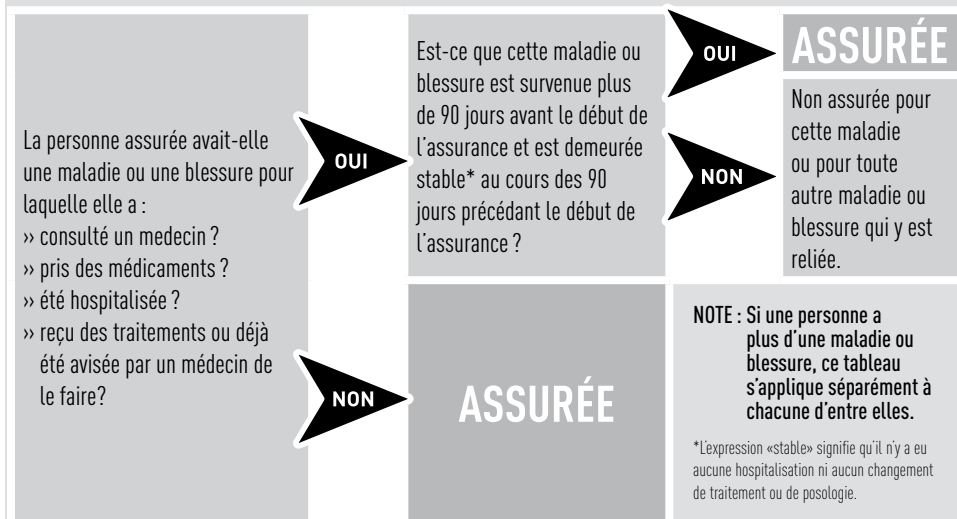 La personne assurée avait-elle
une maladie ou une blessure pour
laquelle elle a :
›› consulté un medecin ?
›› pris des médicaments ?
›› été hospitalisée ?
›› reçu des traitements ou déjà
été avisée par un médecin de
le faire?
OUI
NON
Est-ce que cette maladie ou
blessure est survenue plus
de 90 jours avant le début de
l’assurance et est demeurée
stable* au cours des 90
jours précédant le début de
l’assurance ?
OUI
NON
ASSURÉE
Non assurée pour
cette maladie
ou pour toute
autre maladie ou
blessure qui y est
reliée.
ASSURÉE
NOTE : Si une personne a
plus d’une maladie ou
blessure, ce tableau
s’applique séparément à
chacune d’entre elles.
*L’expression «stable» signifie qu’il n’y a eu
aucune hospitalisation ni aucun changement
de traitement ou de posologie.